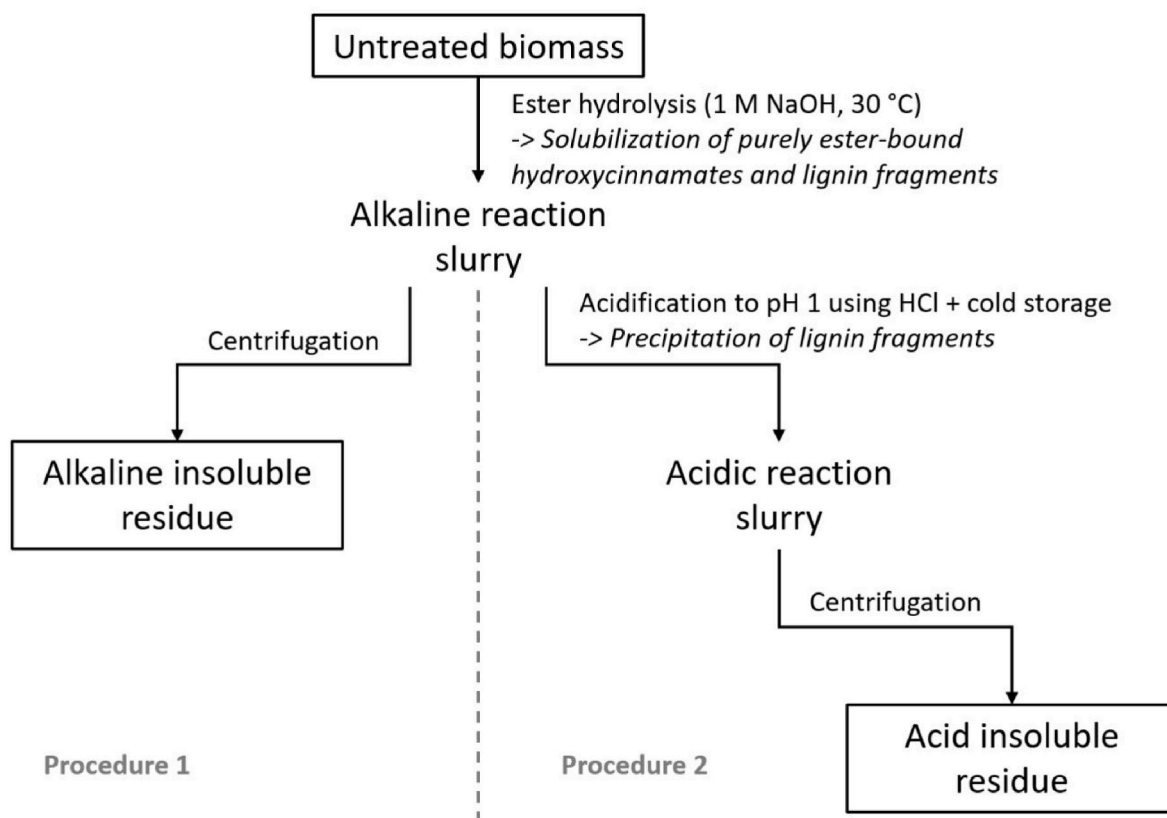 Untreated biomass
Ester hydrolysis (1 M NaOH, 30 °C)
-> Solubilization of purely ester-bound
hydroxycinnamates and lignin fragments
Alkaline reaction
slurry
Centrifugation
Acidification to pH 1 using HCl + cold storage
-> Precipitation of lignin fragments
Alkaline insoluble
residue
Acidic reaction
slurry
Centrifugation
Acid insoluble
residue
Procedure 1
Procedure 2